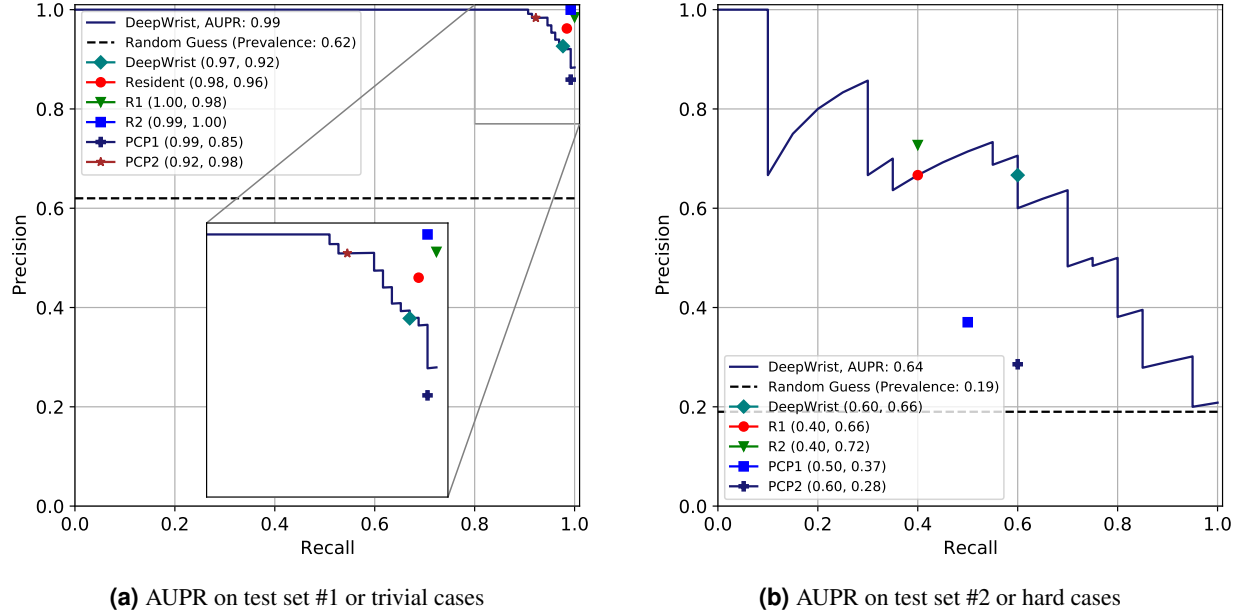 1.0
0.8
0.6
0.4
0.2
0.0
Precision
DeepWrist, AUPR: 0.99
Random Guess (Prevalence: 0.62)
DeepWrist (0.97, 0.92)
Resident (0.98, 0.96)
R1 (1.00, 0.98)
R2 (0.99, 1.00)
PCP1 (0.99, 0.85)
PCP2 (0.92, 0.98)
0.0 0.2 0.4 0.6 0.8 1.0
Recall
(a) AUPR on test set #1 or trivial cases
1.0
0.8
0.6
0.4
0.2
0.0
Precision
DeepWrist, AUPR: 0.64
Random Guess (Prevalence: 0.19)
DeepWrist (0.60, 0.66)
R1 (0.40, 0.66)
R2 (0.40, 0.72)
PCP1 (0.50, 0.37)
PCP2 (0.60, 0.28)
0.0 0.2 0.4 0.6 0.8 1.0
Recall
(b) AUPR on test set #2 or hard cases